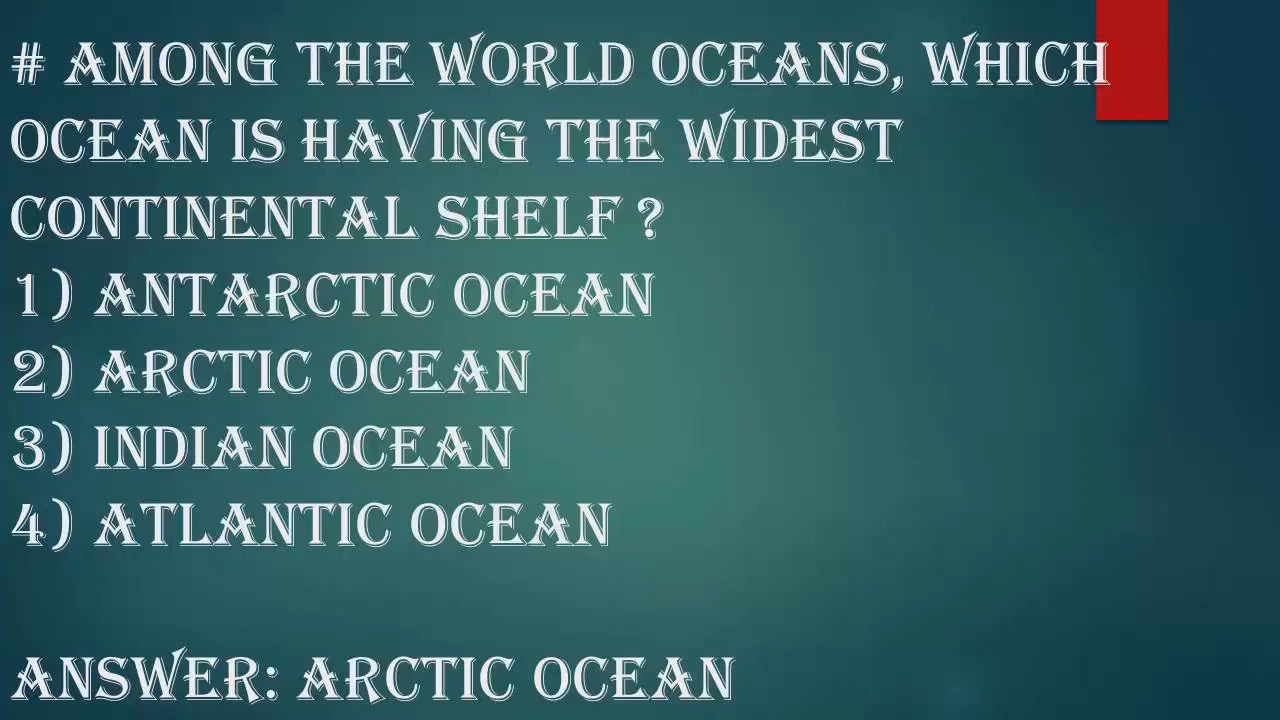 # AMONG THE WORLD OCEANS, WHICH
OCEAN IS HAVING THE WIDEST
CONTINENTAL SHELF ?
1) ANTARCTIC OCEAN
2) ARCTIC OCEAN
3) INDIAN OCEAN
4) ATLANTIC OCEAN
ANSWER: ARCTIC OCEAN